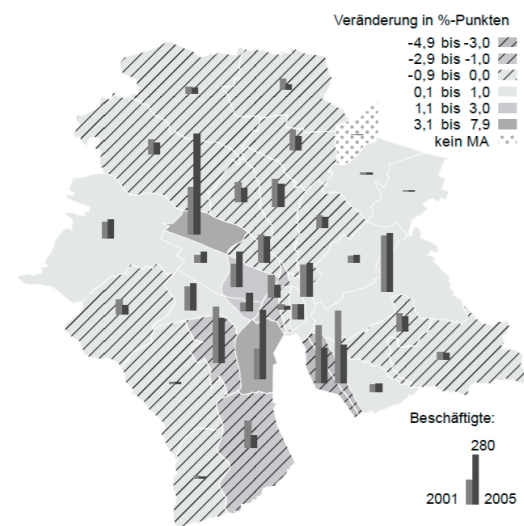 Veränderung in %-Punkten
-4,9 bis -3,0
-2,9 bis -1,0
-0,9 bis 0,0
0,1 bis 1,0
1,1 bis 3,0
3,1 bis 7,9
kein MA
Beschäftigte:
280
2001 2005